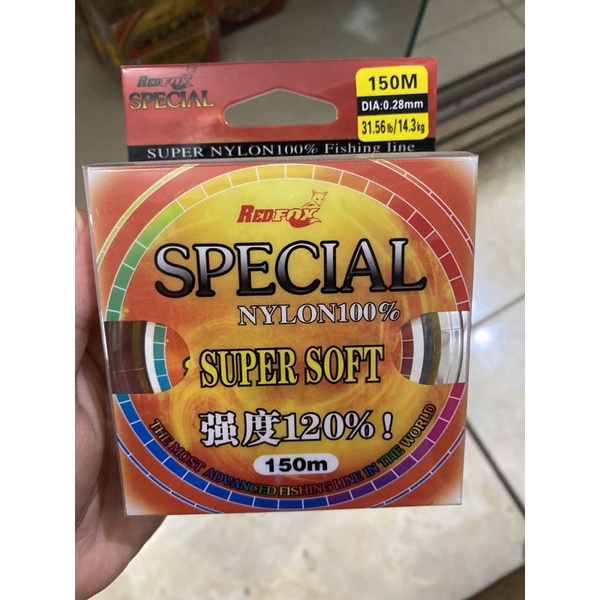 REDFOX
SPECIAL
150M
DIA:0.28mm
31.56lb/14.3kg
SUPER NYLON100% Fishing line
REDFOX
SPECIAL
NYLON100%
SUPER SOFT
强度120%!
150m
THE MOST ADVANCED FISHING LINE IN THE WORLD